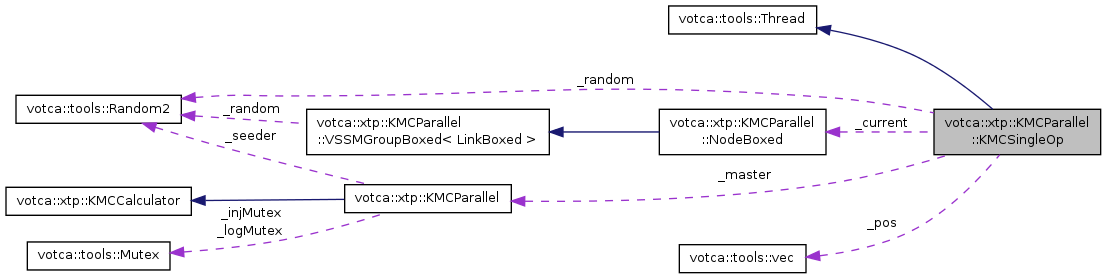 votca::tools::Thread
_random
votca::tools::Random2
_random
_seeder
votca::xtp::KMCParallel
::VSSMGroupBoxed< LinkBoxed >
votca::xtp::KMCParallel
::NodeBoxed
_current
votca::xtp::KMCParallel
::KMCSingleOp
_master
votca::xtp::KMCCalculator
votca::xtp::KMCParallel
_injMutex
_logMutex
_pos
votca::tools::Mutex
votca::tools::vec